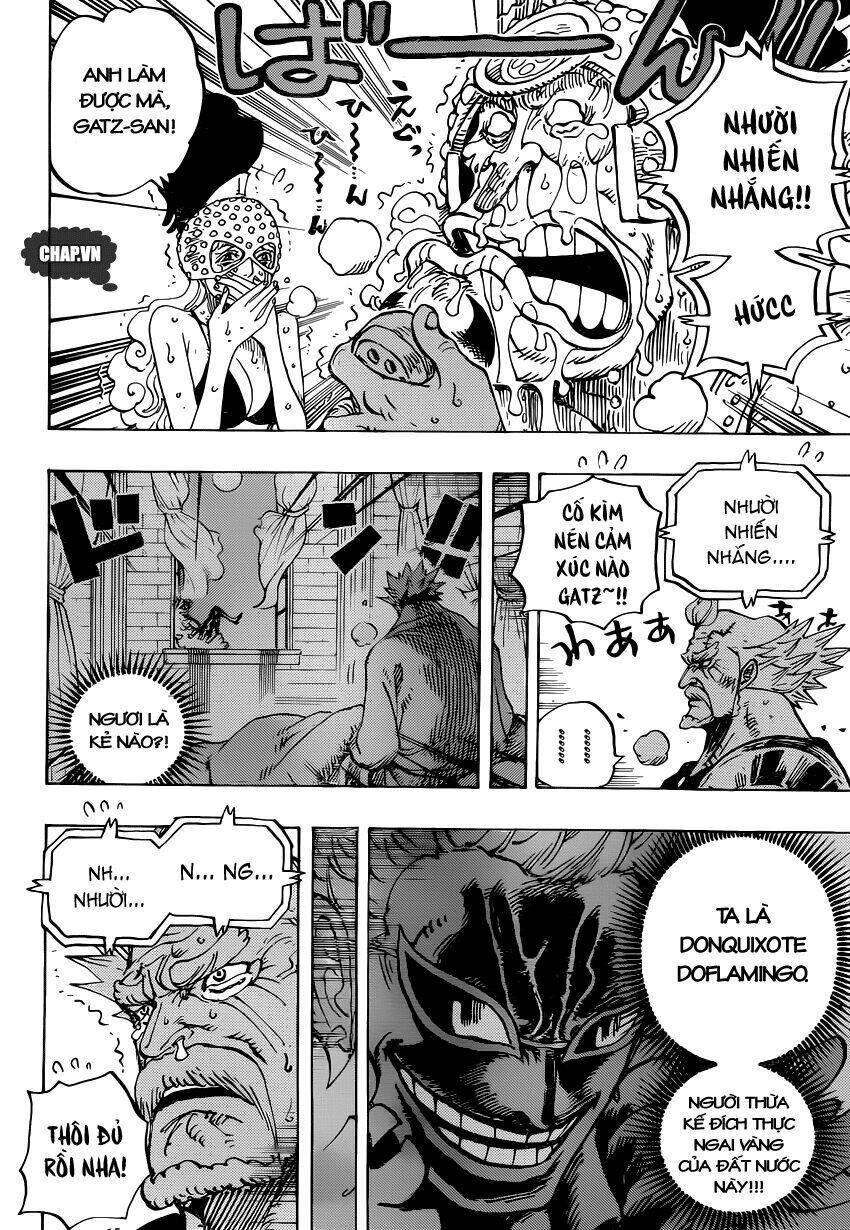 ば——ん
NHƯỜI
NHIẾN
NHẮNG!!
HỨCC
えぐっ
ひ〜〜ん
ひ〜〜ん
ANH LÀM
ĐƯỢC MÀ,
GATZ-SAN!
CHAP.VN
NHƯỜI
NHIẾN
NHẮNG....
CỐ KÌM
NÉN CẢM
XÚC NÀO
GATZ~!!
わああ
ドン!!
NGƯƠI LÀ
KẺ NÀO?!
TA LÀ
DONQUIXOTE
DOFLAMINGO.
NGƯỜI THỪA
KẾ ĐÍCH THỰC
NGAI VÀNG
CỦA ĐẤT NƯỚC
NÀY!!!
N... NG...
NH...
NHƯỜI...
THÔI ĐỦ
RỒI NHA!